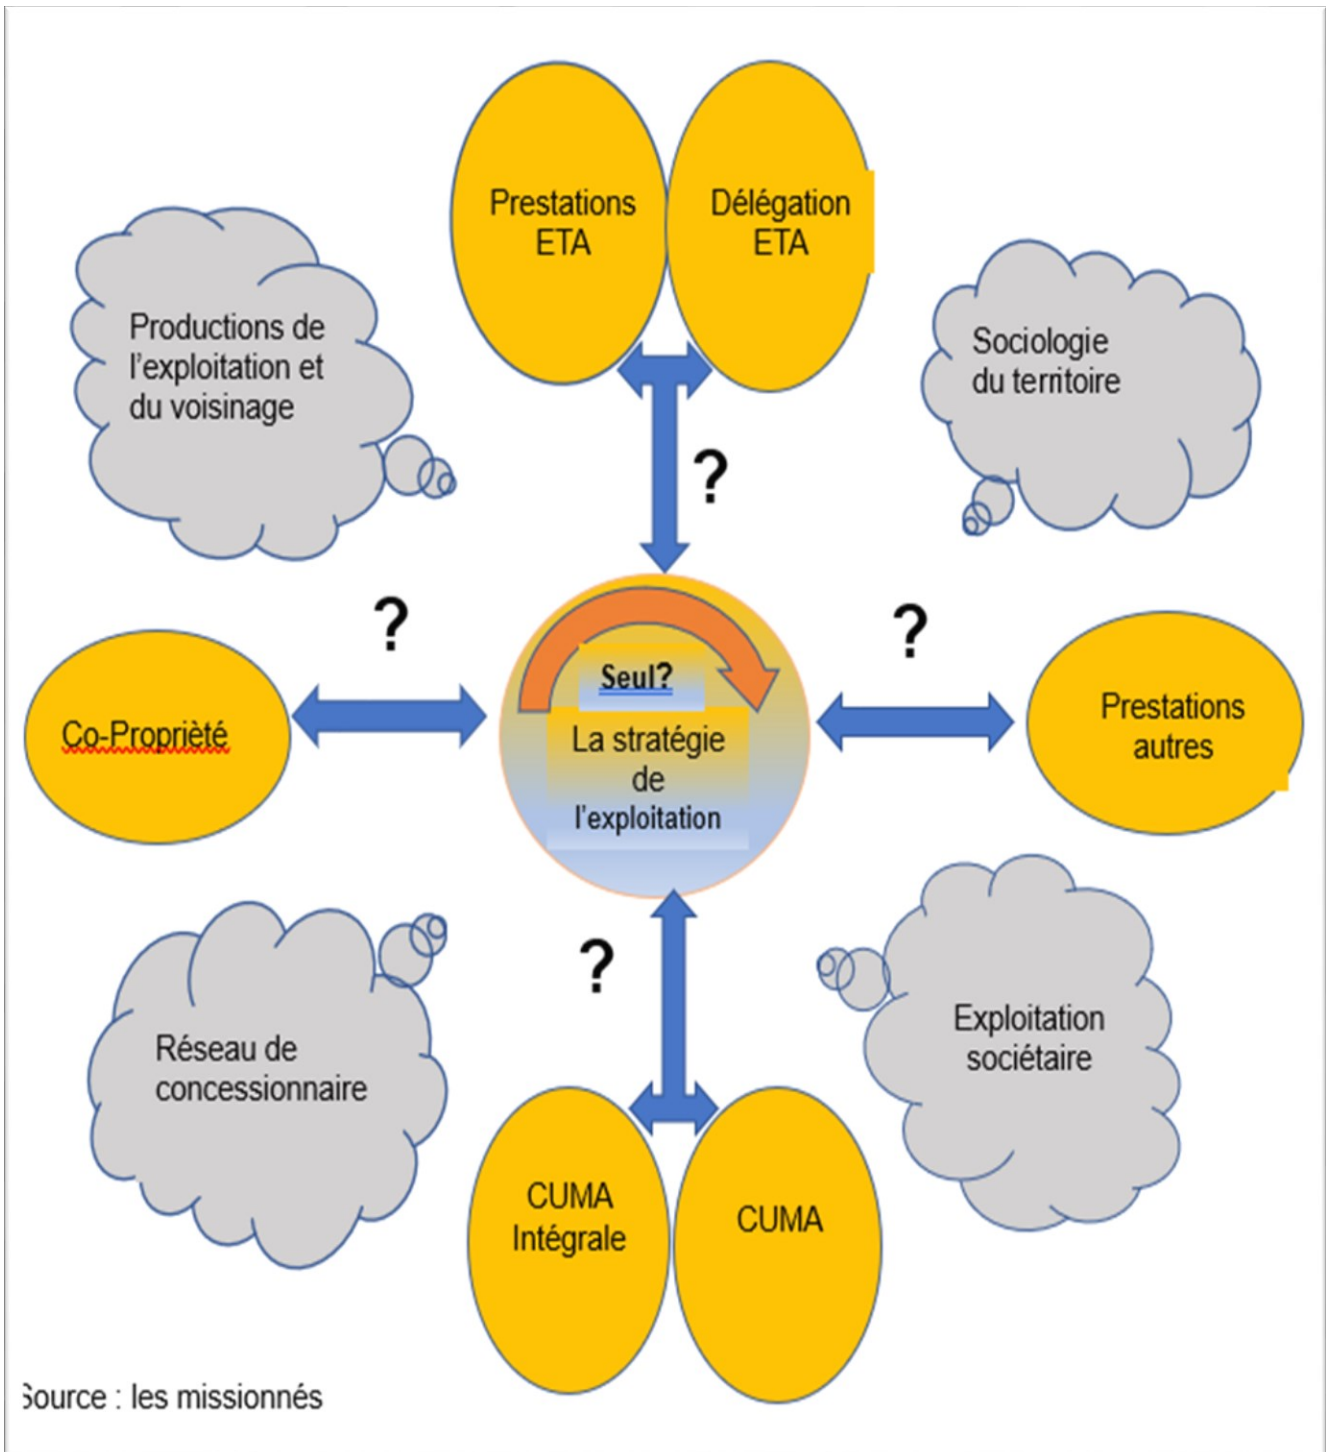 Prestations
ETA
Délégation
ETA
Productions de
l'exploitation et
du voisinage
Sociologie
du territoire
?
?
?
Co-Proprièté
Seul?
La stratégie
de
l'exploitation
Prestations
autres
?
Réseau de
concessionnaire
Exploitation
sociétaire
CUMA
Intégrale
CUMA
Source : les missionnés